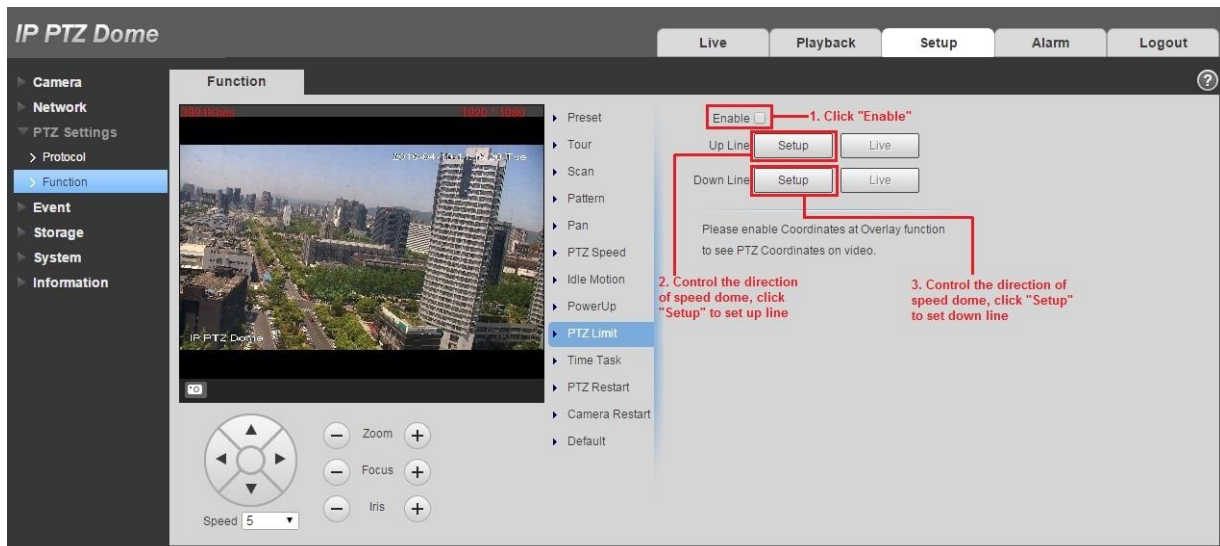 IP PTZ Dome
Live
Playback
Setup
Alarm
Logout
Camera
Network
PTZ Settings
Protocol
Function
Event
Storage
System
Information
Function
1920 * 1080
IP PTZ Dome
Zoom
Focus
Iris
Speed 5
Preset
Tour
Scan
Pattern
Pan
PTZ Speed
Idle Motion
PowerUp
PTZ Limit
Time Task
PTZ Restart
Camera Restart
Default
Enable
1. Click "Enable"
Up Line Setup Live
Down Line Setup Live
Please enable Coordinates at Overlay function
to see PTZ Coordinates on video.
2. Control the direction
of speed dome, click
"Setup" to set up line
3. Control the direction of
speed dome, click "Setup"
to set down line